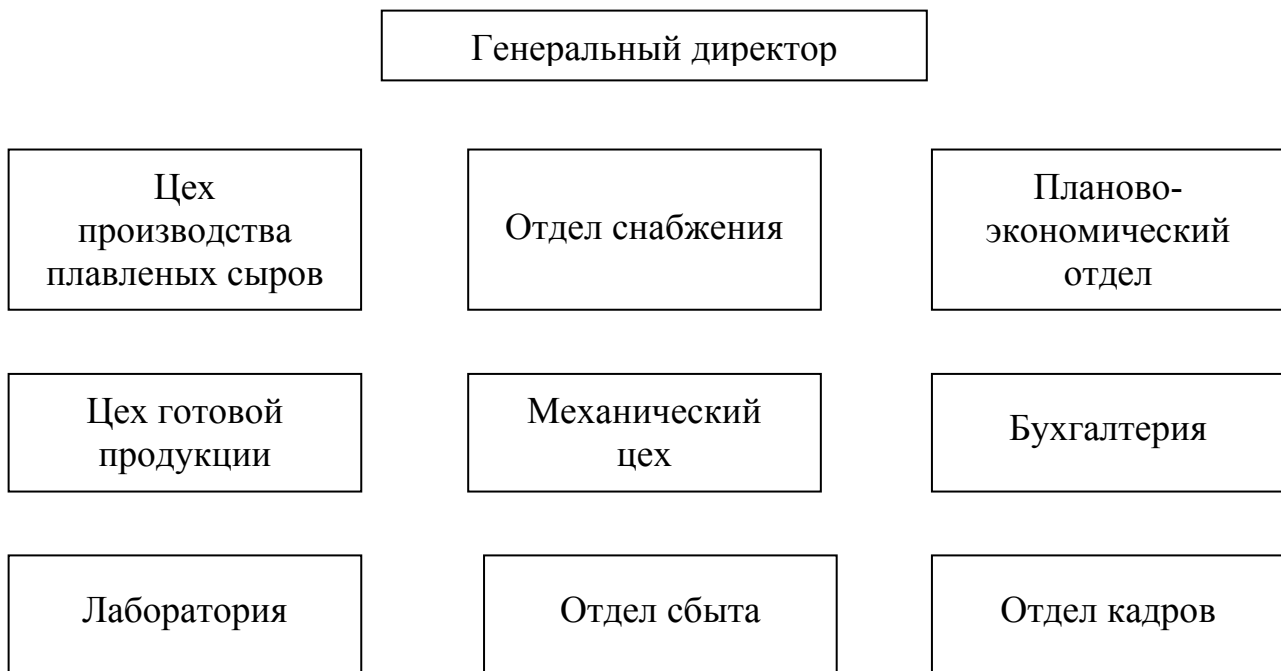 Генеральный директор
Цех
производства
плавленых сыров
Отдел снабжения
Планово-
экономический
отдел
Цех готовой
продукции
Механический
цех
Бухгалтерия
Лаборатория
Отдел сбыта
Отдел кадров